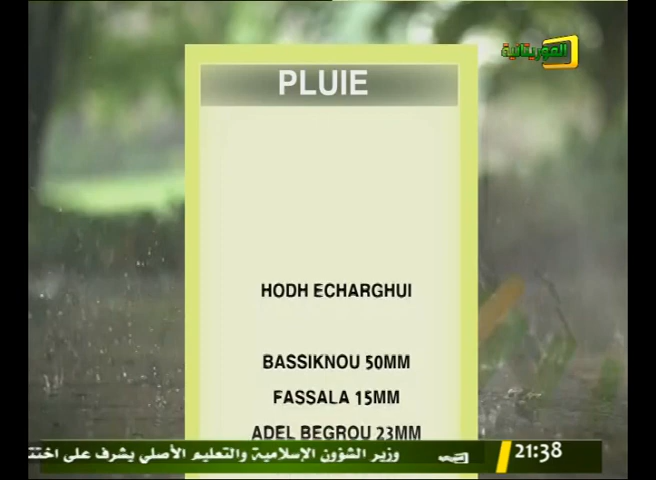 الموريتانية
PLUIE
HODH ECHARGHUI
BASSIKNOU 50MM
FASSALA 15MM
ADEL BEGROU 23MM
وزير الشؤون الإسلامية والتعليم الأصلي يشرف على اختت
21:38